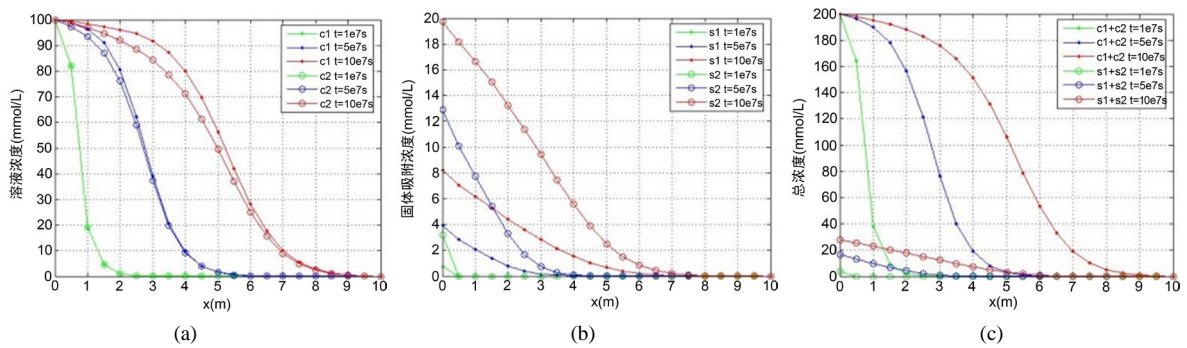 溶液浓度(mmol/L)
100
90
80
70
60
50
40
30
20
10
0
c1 t=1e7s
c1 t=5e7s
c1 t=10e7s
c2 t=1e7s
c2 t=5e7s
c2 t=10e7s
0 1 2 3 4 5 6 7 8 9 10
x(m)
(a)
固体吸附浓度(mmol/L)
20
18
16
14
12
10
8
6
4
2
0
s1 t=1e7s
s1 t=5e7s
s1 t=10e7s
s2 t=1e7s
s2 t=5e7s
s2 t=10e7s
0 1 2 3 4 5 6 7 8 9 10
x(m)
(b)
总浓度(mmol/L)
200
180
160
140
120
100
80
60
40
20
0
c1+c2 t=1e7s
c1+c2 t=5e7s
c1+c2 t=10e7s
s1+s2 t=1e7s
s1+s2 t=5e7s
s1+s2 t=10e7s
0 1 2 3 4 5 6 7 8 9 10
x(m)
(c)